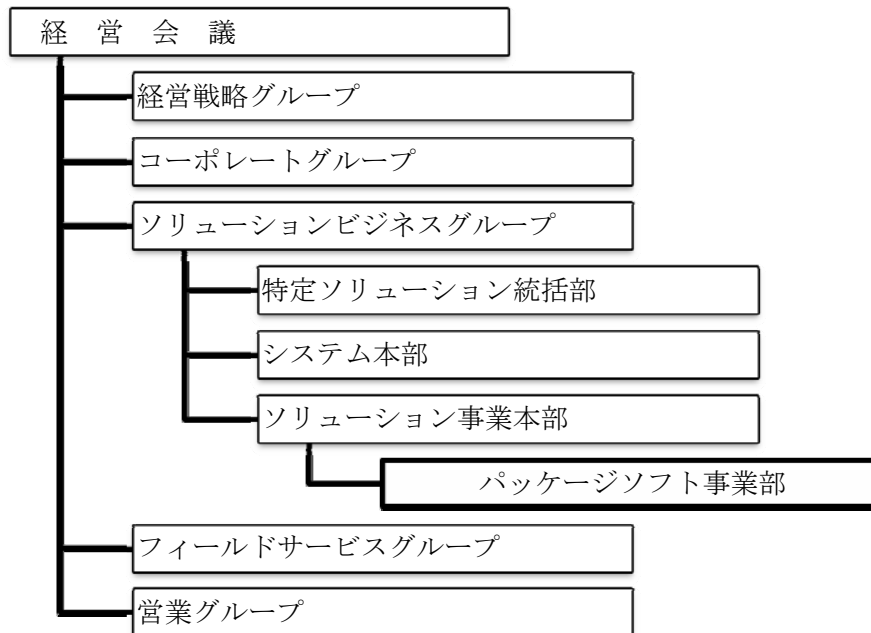 経 営 会 議
経営戦略グループ
コーポレートグループ
ソリューションビジネスグループ
特定ソリューション統括部
システム本部
ソリューション事業本部
パッケージソフト事業部
フィールドサービスグループ
営業グループ